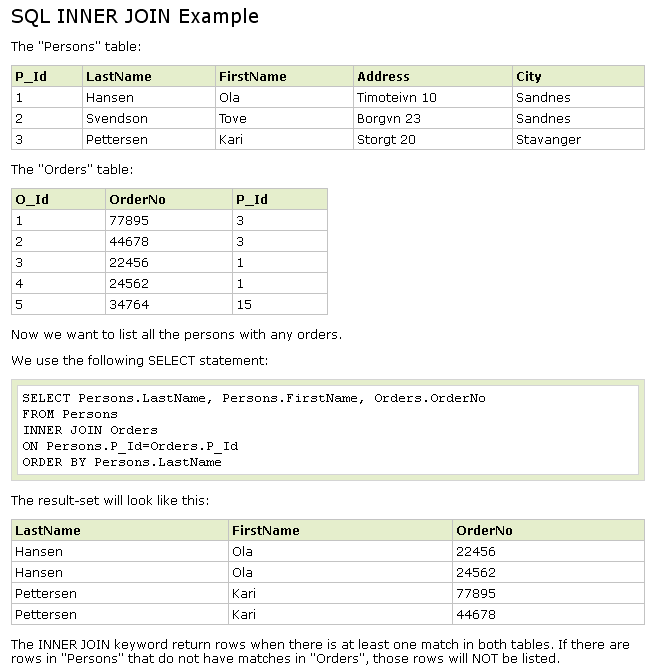 SQL INNER JOIN Example
The "Persons" table:
P_Id LastName FirstName Address City
1 Hansen Ola Timoteivn 10 Sandnes
2 Svendson Tove Borgvn 23 Sandnes
3 Pettersen Kari Storgt 20 Stavanger
The "Orders" table:
O_Id OrderNo P_Id
1 77895 3
2 44678 3
3 22456 1
4 24562 1
5 34764 15
Now we want to list all the persons with any orders.
We use the following SELECT statement:
SELECT Persons.LastName, Persons.FirstName, Orders.OrderNo
FROM Persons
INNER JOIN Orders
ON Persons.P_Id=Orders.P_Id
ORDER BY Persons.LastName
The result-set will look like this:
LastName FirstName OrderNo
Hansen Ola 22456
Hansen Ola 24562
Pettersen Kari 77895
Pettersen Kari 44678
The INNER JOIN keyword return rows when there is at least one match in both tables. If there are
rows in "Persons" that do not have matches in "Orders", those rows will NOT be listed.